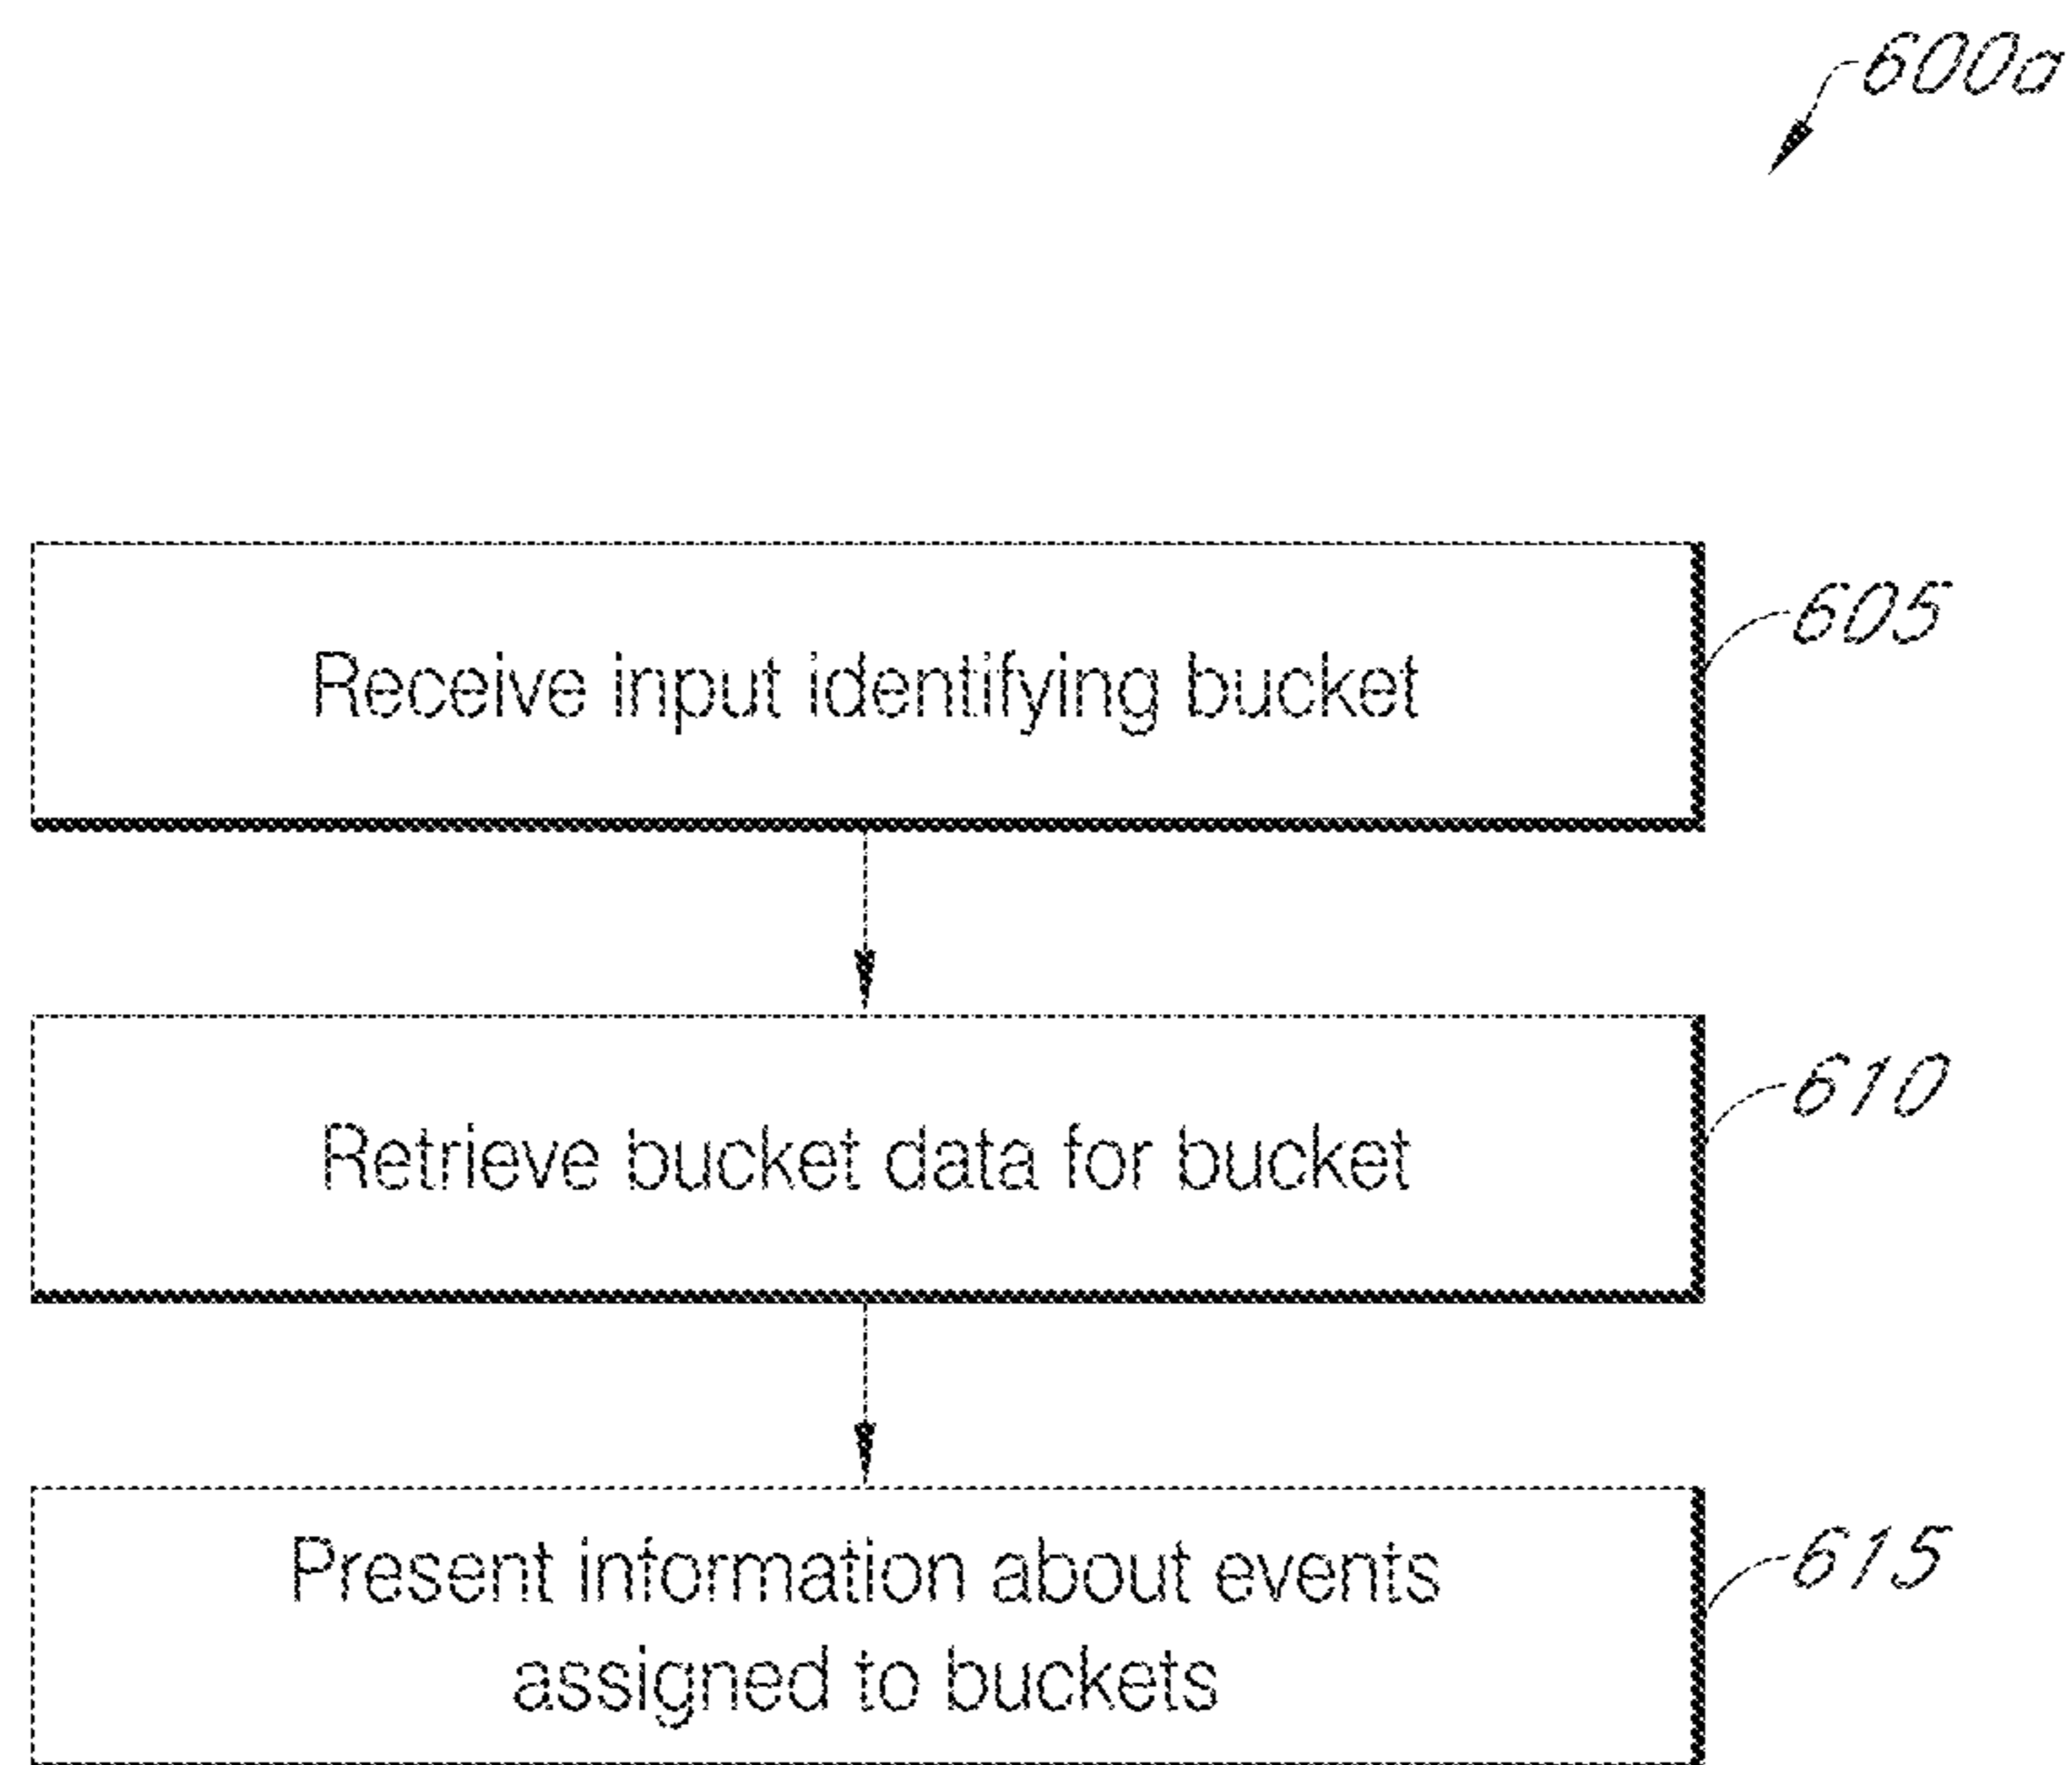 600a
Receive input identifying bucket
605
Retrieve bucket data for bucket
610
Present information about events
assigned to buckets
615